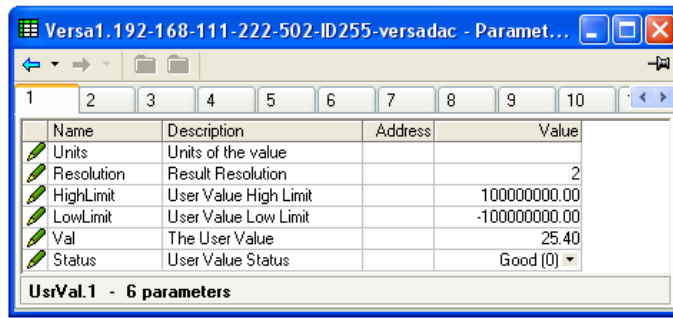 Versa1.192-168-111-222-502-ID255-versadac - Paramet...
1 2 3 4 5 6 7 8 9 10
Name Description Address Value
Units Units of the value
Resolution Result Resolution 2
HighLimit User Value High Limit 100000000.00
LowLimit User Value Low Limit -100000000.00
Val The User Value 25.40
Status User Value Status Good (0)
UsrVal.1 - 6 parameters